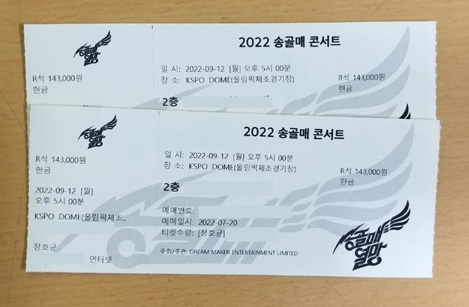 2022 송골매 콘서트
일 시: 2022-09-12 [월] 오후 5시 00분
장 소: KSPO DOME(올림픽체조경기장)
R석 143,000원
현금
2층
R석 143,000원
현금
2022 송골매 콘서트
일 시: 2022-09-12 [월] 오후 5시 00분
장 소: KSPO DOME(올림픽체조경기장)
R석 143,000원
현금
2022-09-12 [월]
오후 5시 00분
KSPO DOME(올림픽체조
장호균
인터넷
2층
예매번호:
예매일시: 2022-07-20
티켓수령: [장호균]
주최/주관: DREAM MAKER ENTERTAINMENT LIMITED
R석 143,000원
현금
송골매
열망